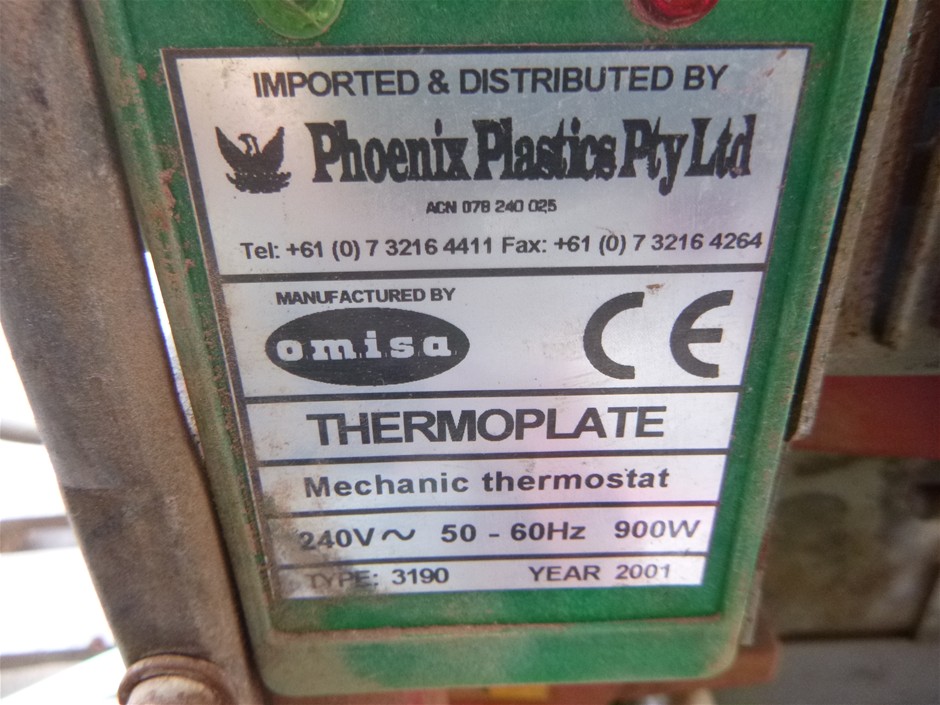 IMPORTED & DISTRIBUTED BY
Phoenix Plastics Pty Ltd
ACN 078 240 025
Tel: +61 (0) 7 3216 4411 Fax: +61 (0) 7 3216 4264
MANUFACTURED BY
omisa
CE
THERMOPLATE
Mechanic thermostat
240V~ 50 - 60Hz 900W
TYPE: 3190 YEAR 2001